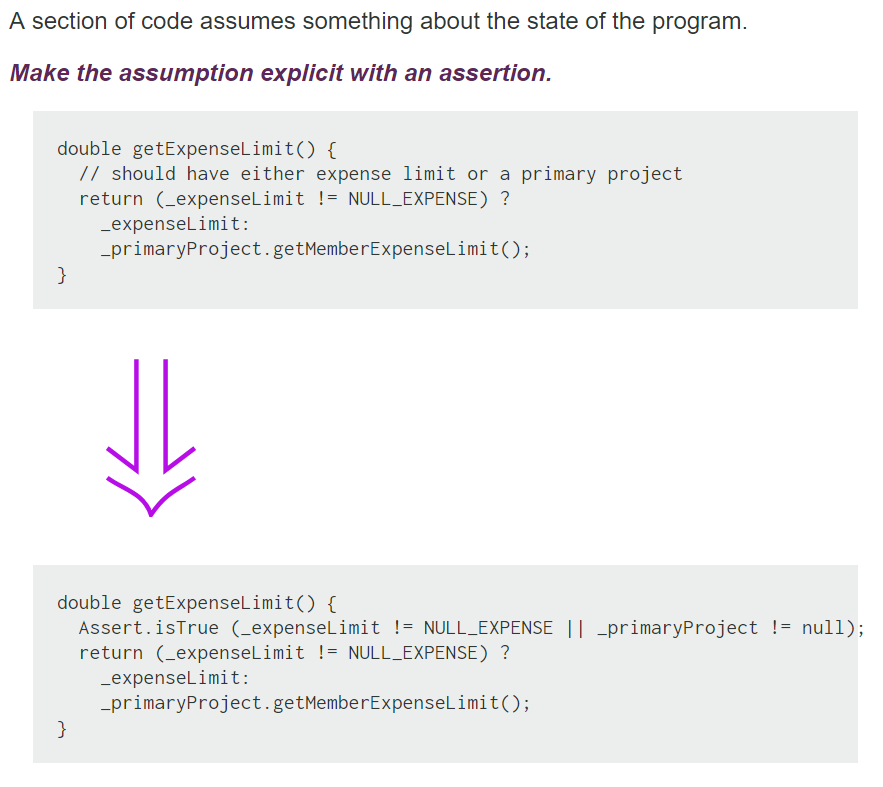 A section of code assumes something about the state of the program.
Make the assumption explicit with an assertion.
double getExpenseLimit() {
  // should have either expense limit or a primary project
  return (_expenseLimit != NULL_EXPENSE) ?
    _expenseLimit:
    _primaryProject.getMemberExpenseLimit();
}
double getExpenseLimit() {
  Assert.isTrue (_expenseLimit != NULL_EXPENSE || _primaryProject != null);
  return (_expenseLimit != NULL_EXPENSE) ?
    _expenseLimit:
    _primaryProject.getMemberExpenseLimit();
}